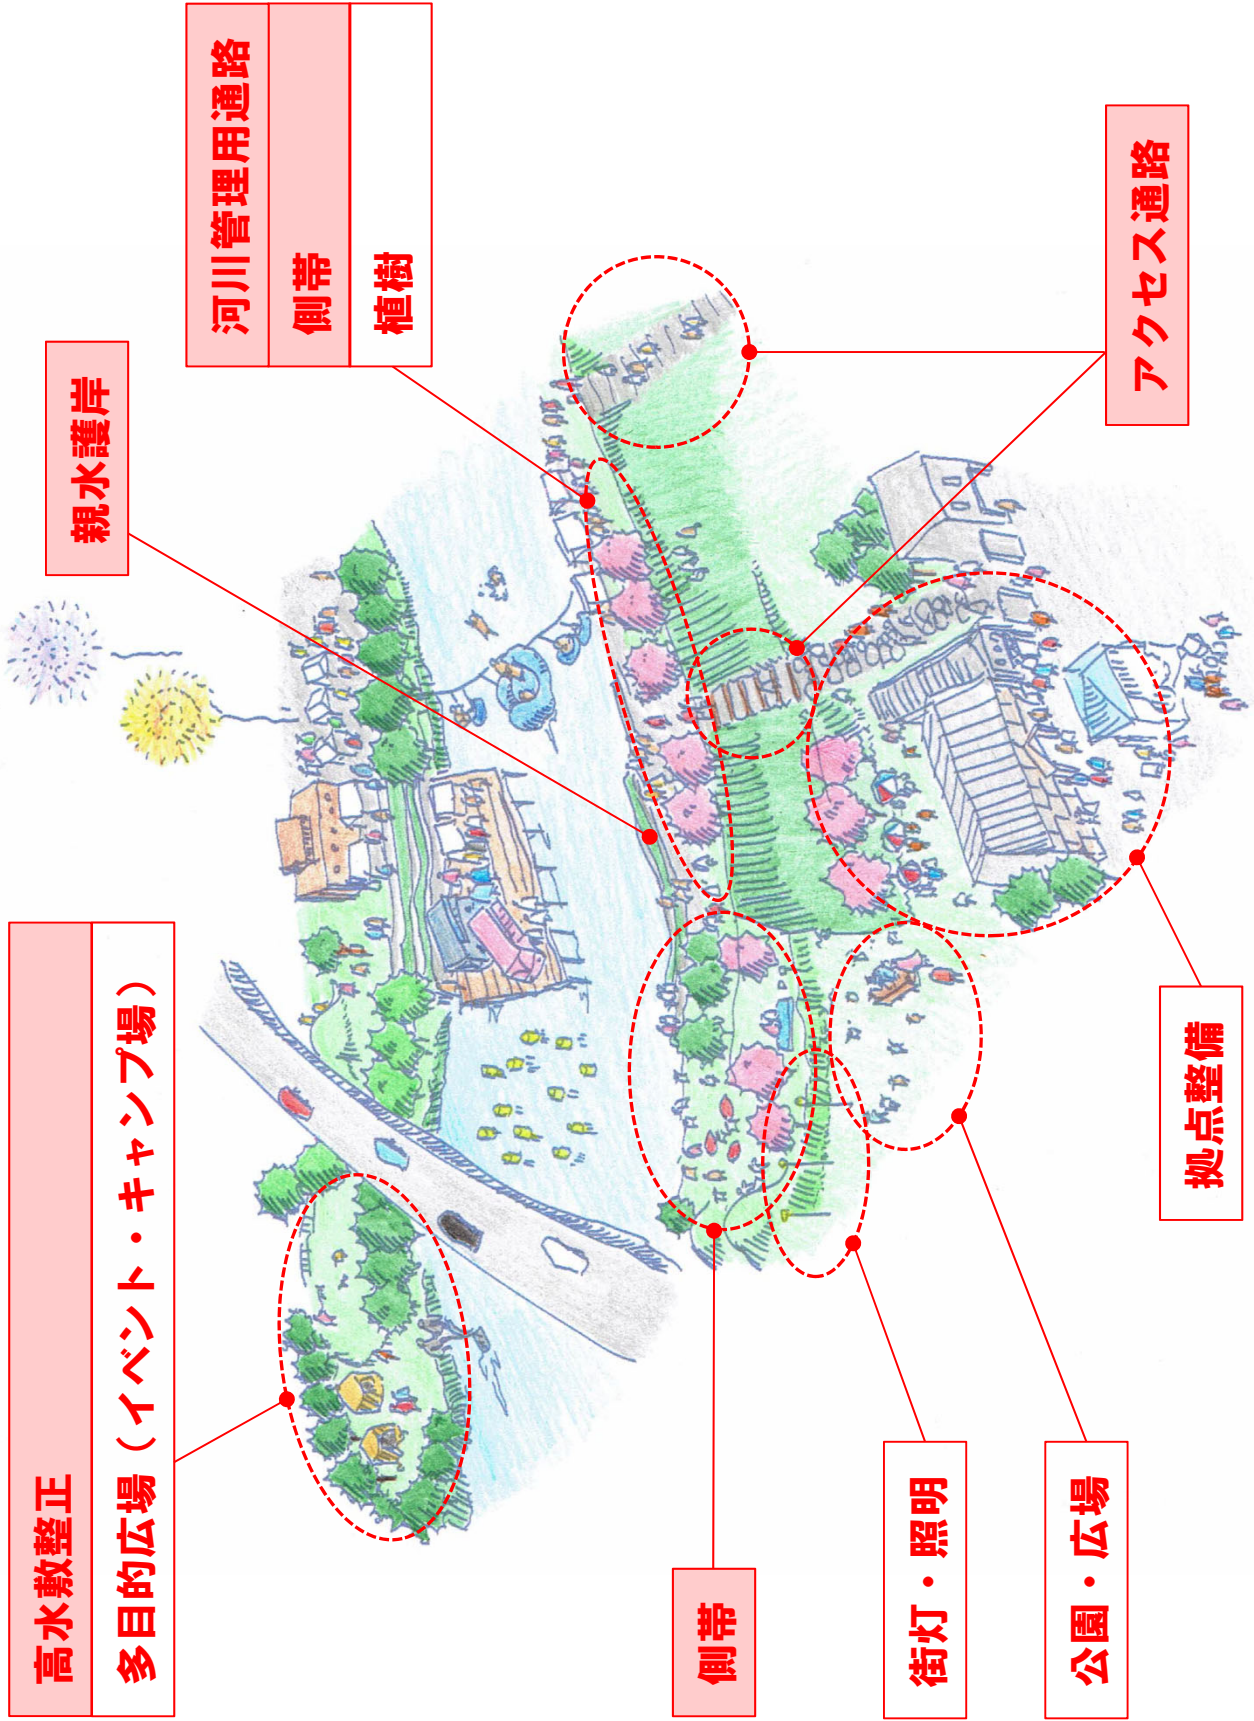 高水敷整正
多目的広場（イベント・キャンプ場）
親水護岸
河川管理用通路
側帯
植樹
側帯
街灯・照明
公園・広場
拠点整備
アクセス通路